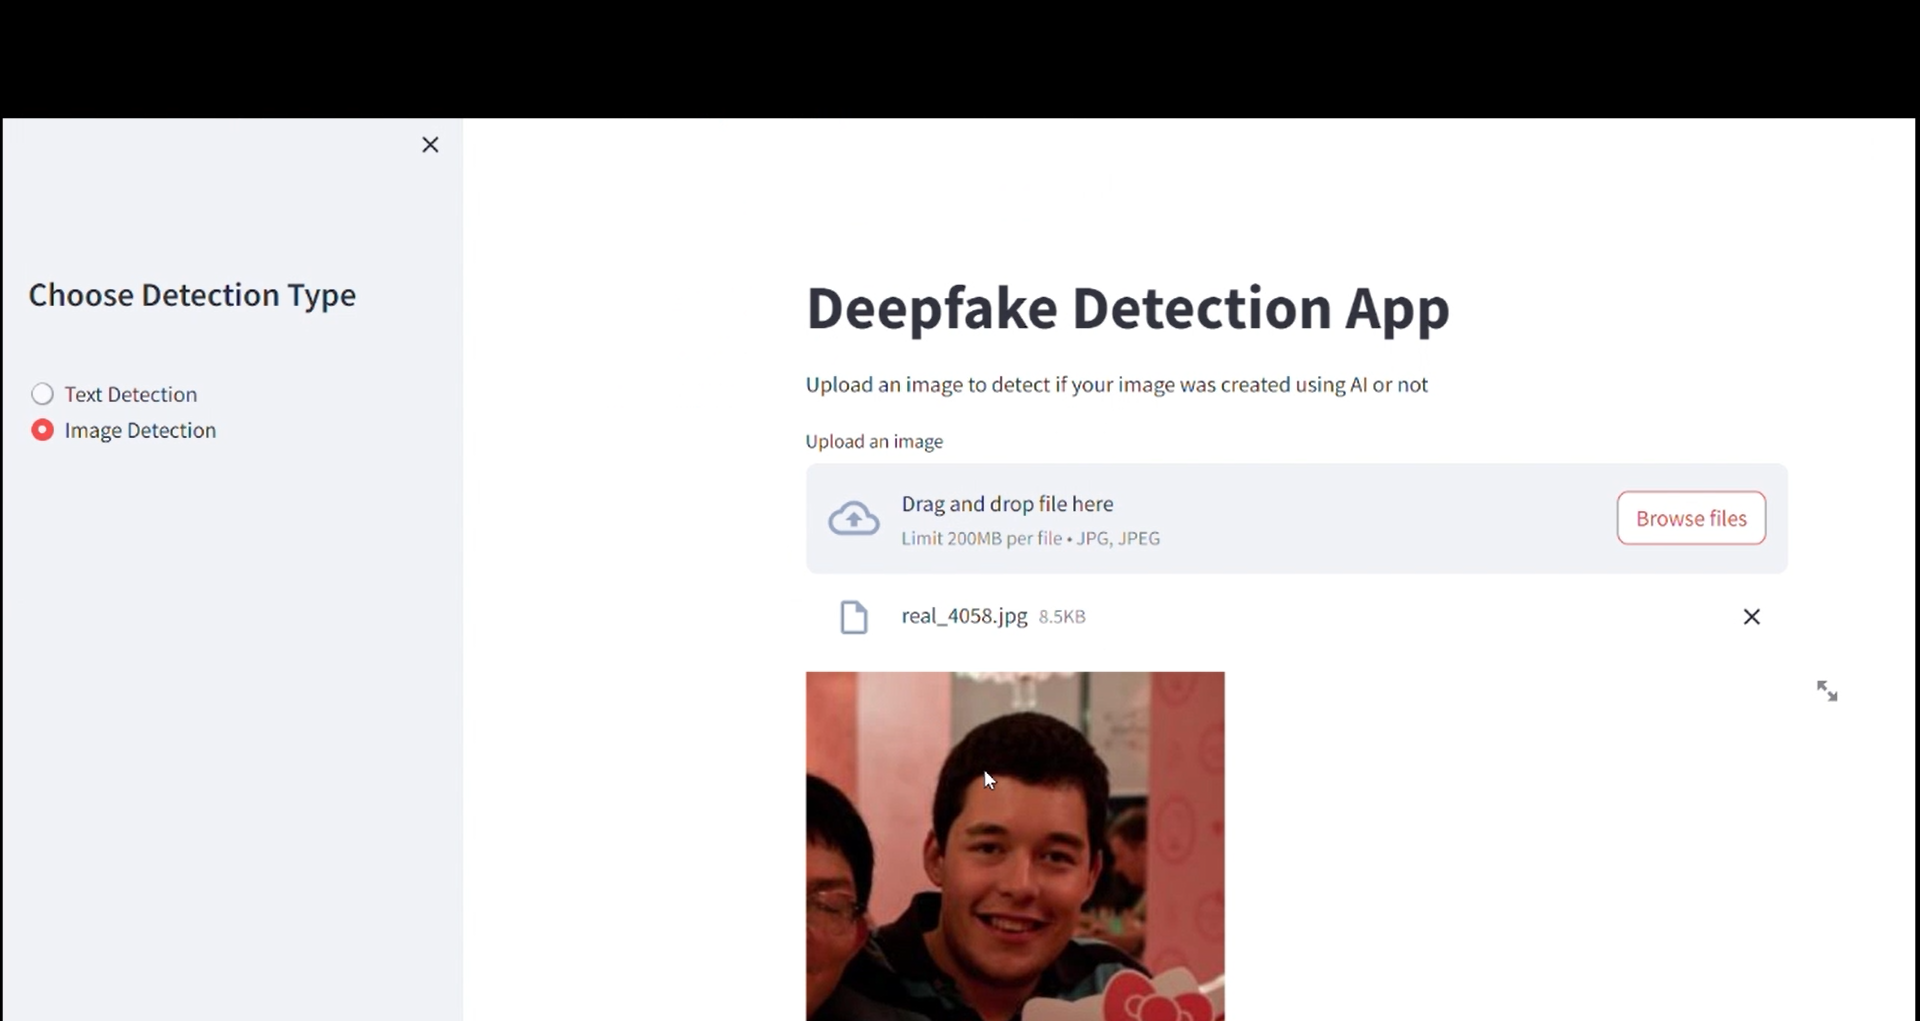 Choose Detection Type
Text Detection
Image Detection
Deepfake Detection App
Upload an image to detect if your image was created using AI or not
Upload an image
Drag and drop file here
Limit 200MB per file • JPG, JPEG
Browse files
real_4058.jpg 8.5KB